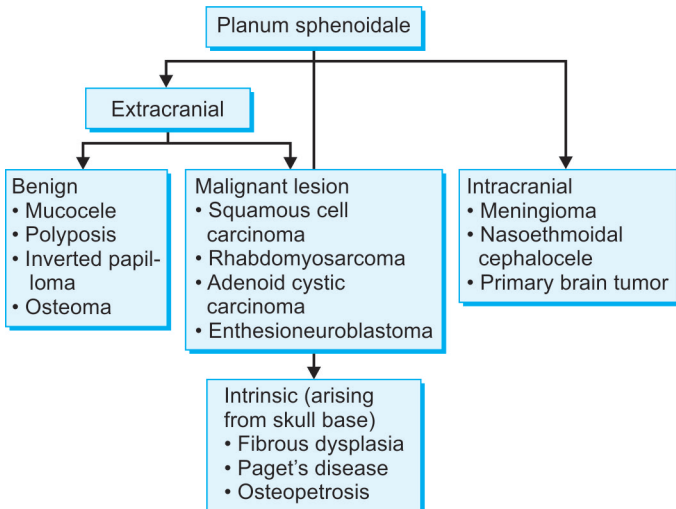 Planum sphenoidale
Extracranial
Benign
• Mucocele
• Polyposis
• Inverted papil-
loma
• Osteoma
Malignant lesion
• Squamous cell
carcinoma
• Rhabdomyosarcoma
• Adenoid cystic
carcinoma
• Enthesioneuroblastoma
Intracranial
• Meningioma
• Nasoethmoidal
cephalocele
• Primary brain tumor
Intrinsic (arising
from skull base)
• Fibrous dysplasia
• Paget’s disease
• Osteopetrosis